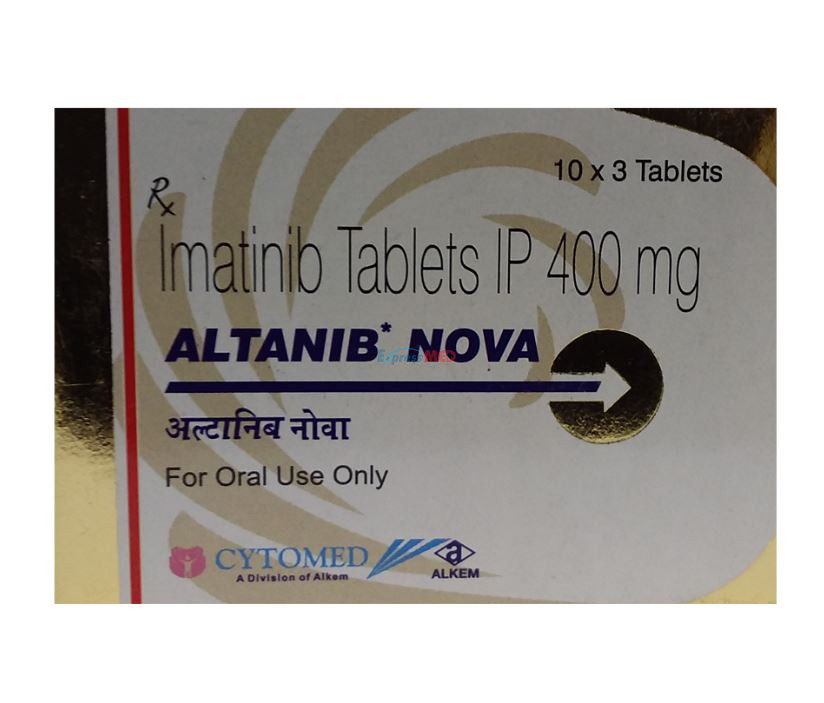 10 x 3 Tablets
Rx
Imatinib Tablets IP 400 mg
ALTANIB* NOVA
ExpressMED
अल्टानिब नोवा
For Oral Use Only
CYTOMED
A Division of Alkem
a
ALKEM